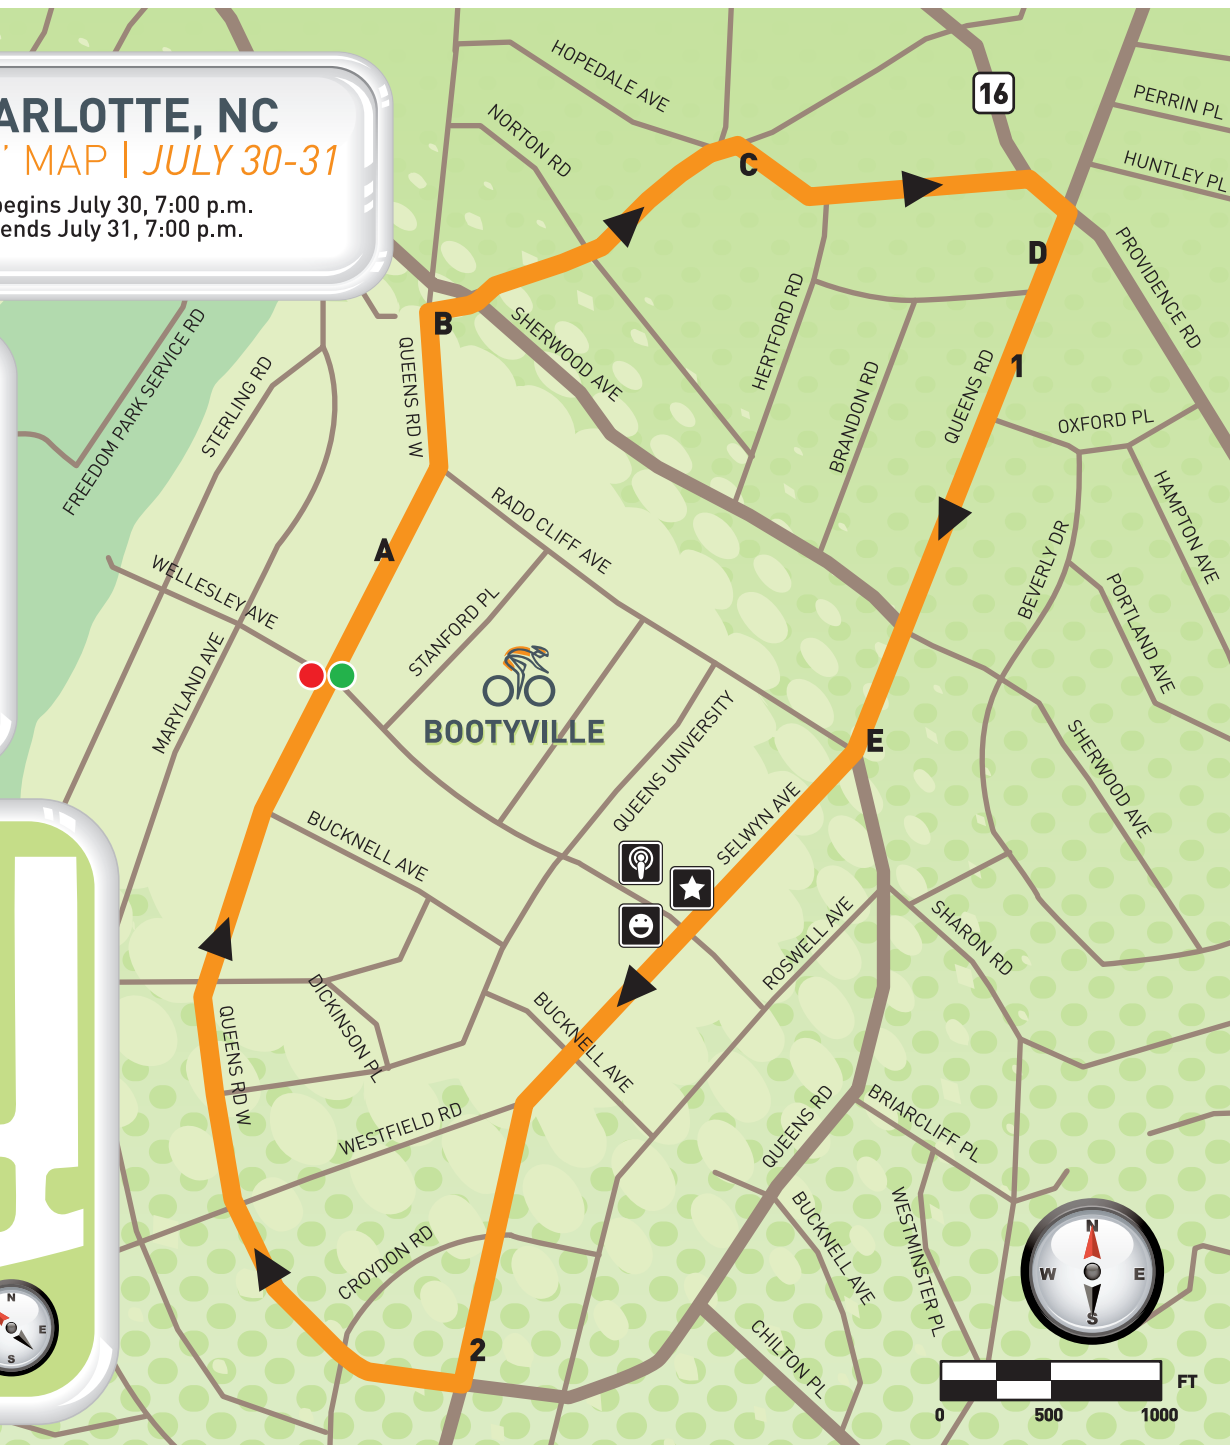 ARLOTTE, NC
' MAP | JULY 30-31
begins July 30, 7:00 p.m.
ends July 31, 7:00 p.m.
HOPEDALE AVE
NORTON RD
16
PERRIN PL
HUNTLEY PL
C
D
PROVIDENCE RD
B
SHERWOOD AVE
HERTFORD RD
BRANDON RD
QUEENS RD
1
OXFORD PL
HAMPTON AVE
FREEDOM PARK SERVICE RD
STERLING RD
QUEENS RD W
A
RADO CLIFF AVE
WELLESLEY AVE
STANFORD PL
MARYLAND AVE
BEVERLY DR
PORTLAND AVE
BOOTYVILLE
QUEENS UNIVERSITY
E
SHERWOOD AVE
SELWYN AVE
BUCKNELL AVE
ROSWELL AVE
SHARON RD
DICKINSON PL
QUEENS RD W
BUCKNELL AVE
WESTFIELD RD
QUEENS RD
BRIARCLIFF PL
CROYDON RD
BUCKNELL AVE
WESTMINSTER PL
CHILTON PL
2
N
W
E
S
N
E
S
FT
0
500
1000